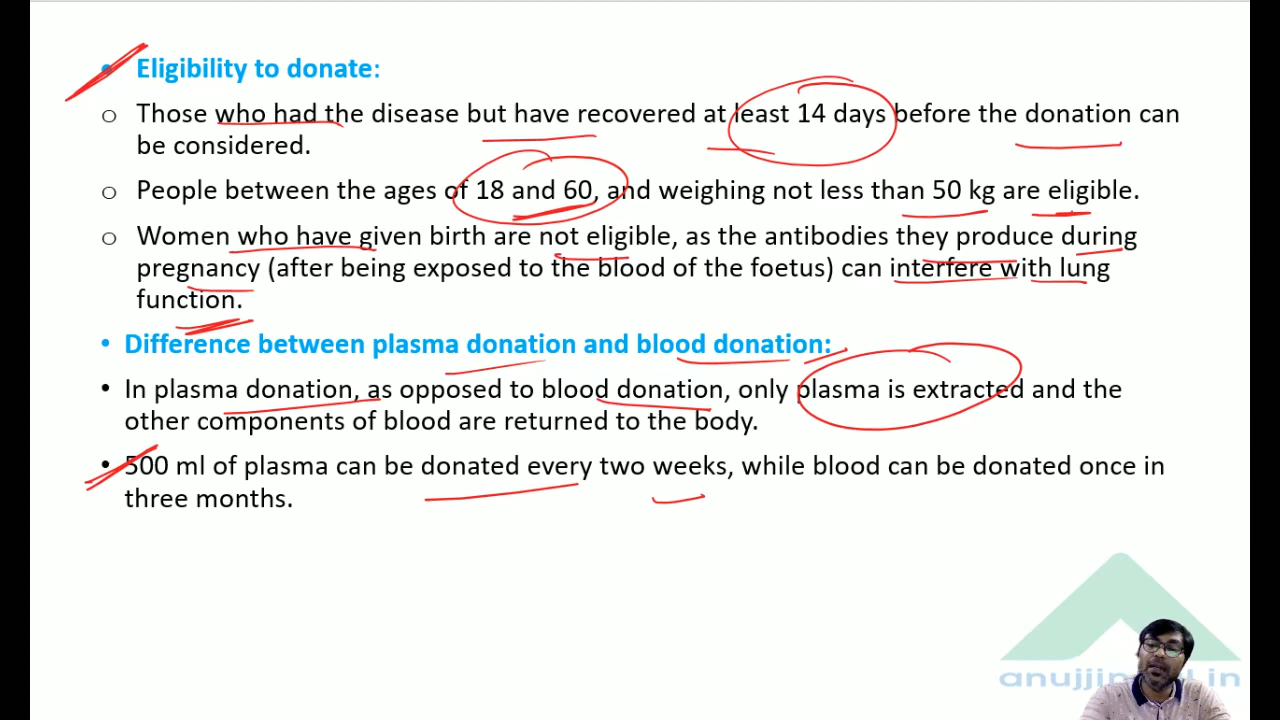 • Eligibility to donate:
o Those who had the disease but have recovered at least 14 days before the donation can
be considered.
o People between the ages of 18 and 60, and weighing not less than 50 kg are eligible.
o Women who have given birth are not eligible, as the antibodies they produce during
pregnancy (after being exposed to the blood of the foetus) can interfere with lung
function.
• Difference between plasma donation and blood donation:
• In plasma donation, as opposed to blood donation, only plasma is extracted and the
other components of blood are returned to the body.
• 500 ml of plasma can be donated every two weeks, while blood can be donated once in
three months.